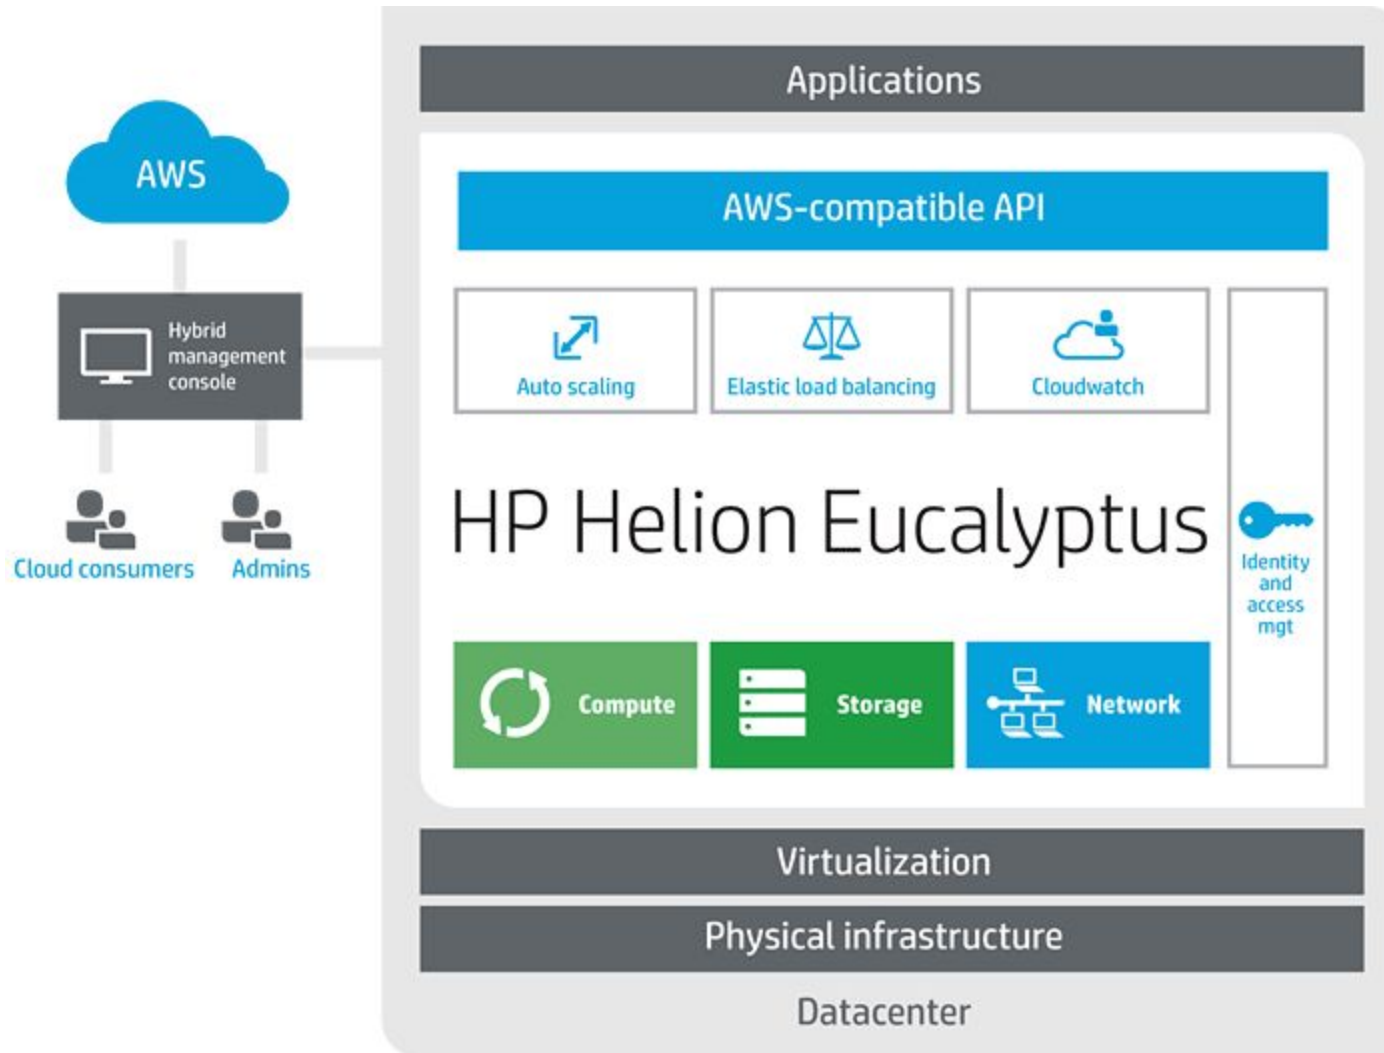 Applications
AWS
AWS-compatible API
Hybrid
management
console
Auto scaling
Elastic load balancing
Cloudwatch
HP Helion Eucalyptus
Identity
and
access
mgt
Cloud consumers
Admins
Compute
Storage
Network
Virtualization
Physical infrastructure
Datacenter